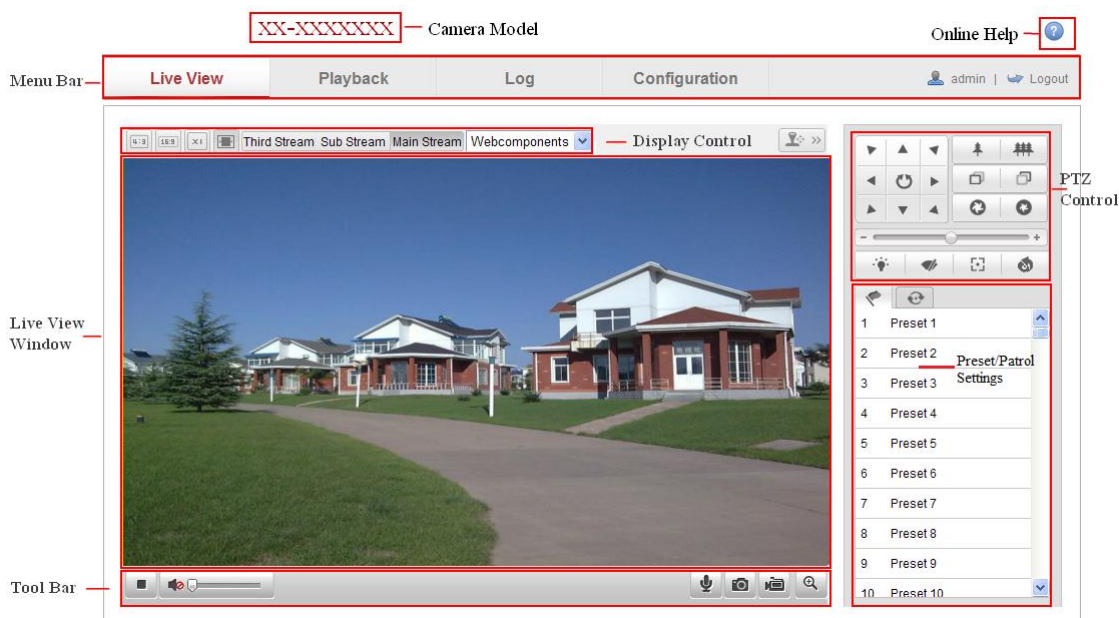 XX-XXXXXXX
Camera Model
Online Help
?
Menu Bar
Live View Playback Log Configuration
admin | Logout
4:3 16:9 X1
Third Stream Sub Stream Main Stream Webcomponents
Display Control
PTZ
Control
Live View
Window
1 Preset 1
2 Preset 2
Preset/Patrol
Settings
3 Preset 3
4 Preset 4
5 Preset 5
6 Preset 6
7 Preset 7
8 Preset 8
9 Preset 9
10 Preset 10
Tool Bar